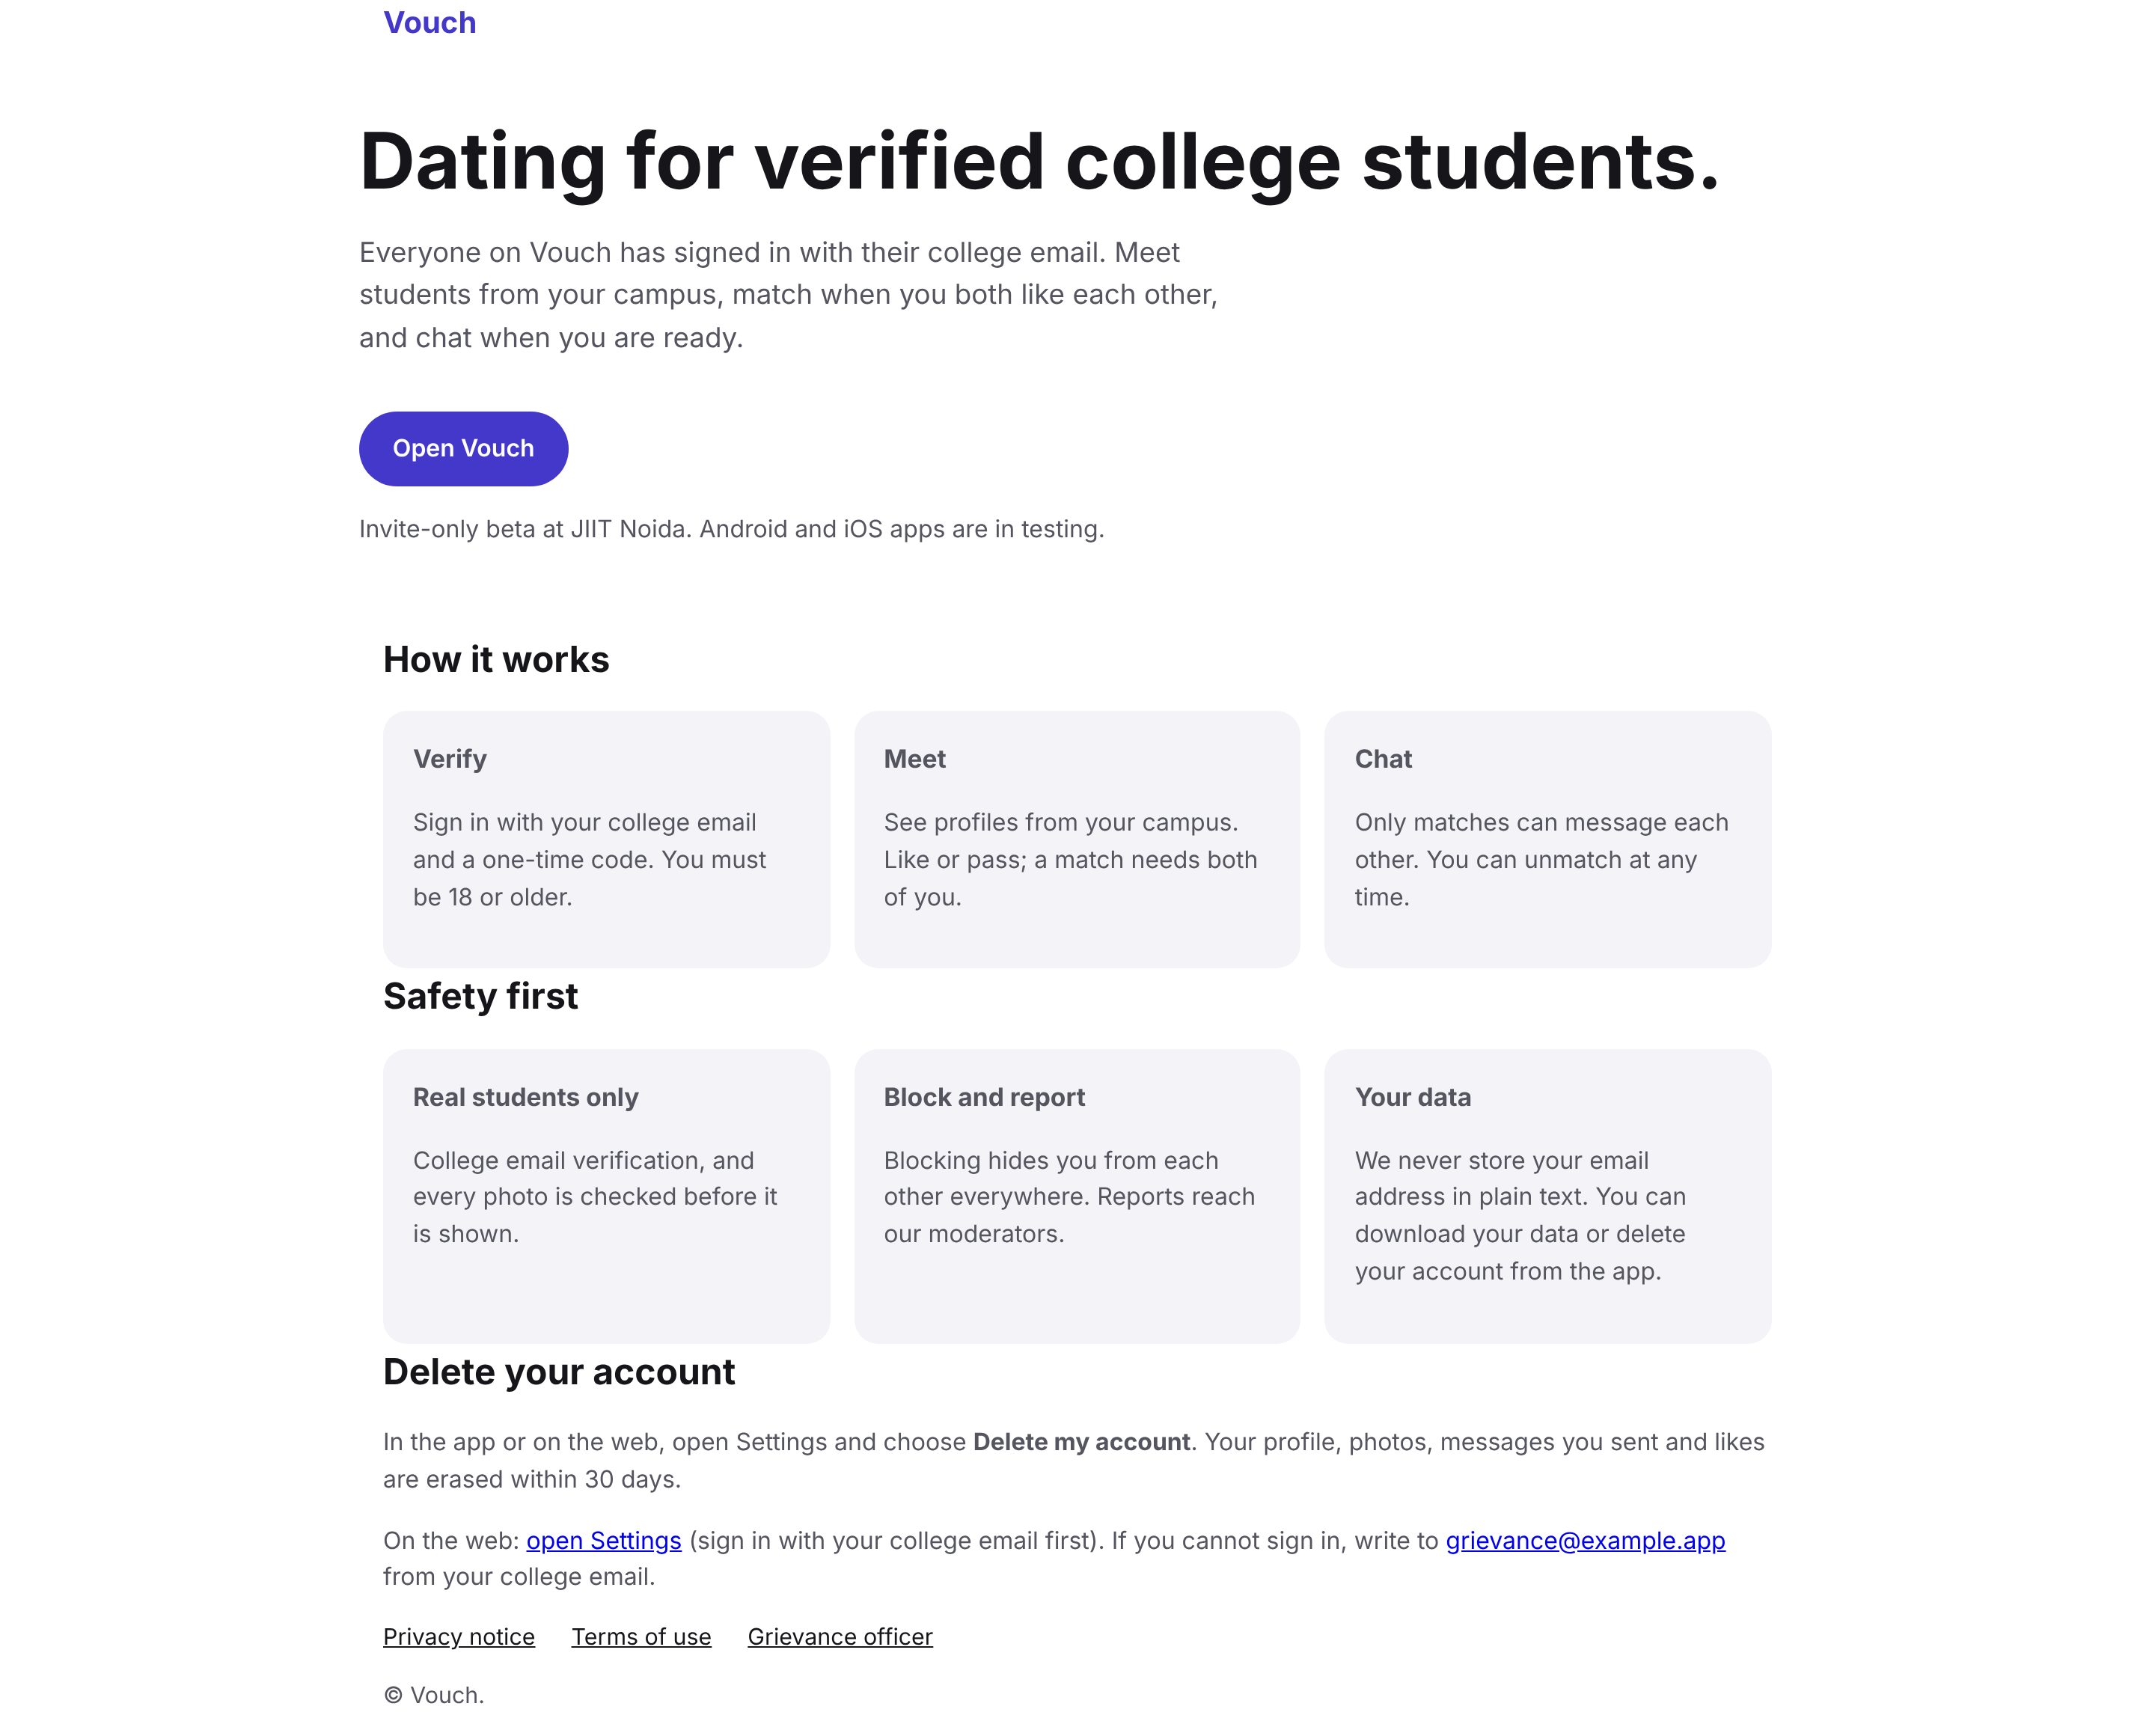 Vouch
Dating for verified college students.
Everyone on Vouch has signed in with their college email. Meet
students from your campus, match when you both like each other,
and chat when you are ready.
Open Vouch
Invite-only beta at JIIT Noida. Android and iOS apps are in testing.
How it works
Verify
Sign in with your college email
and a one-time code. You must
be 18 or older.
Meet
See profiles from your campus.
Like or pass; a match needs both
of you.
Chat
Only matches can message each
other. You can unmatch at any
time.
Safety first
Real students only
College email verification, and
every photo is checked before it
is shown.
Block and report
Blocking hides you from each
other everywhere. Reports reach
our moderators.
Your data
We never store your email
address in plain text. You can
download your data or delete
your account from the app.
Delete your account
In the app or on the web, open Settings and choose Delete my account. Your profile, photos, messages you sent and likes
are erased within 30 days.
On the web: open Settings (sign in with your college email first). If you cannot sign in, write to grievance@example.app
from your college email.
Privacy notice Terms of use Grievance officer
© Vouch.